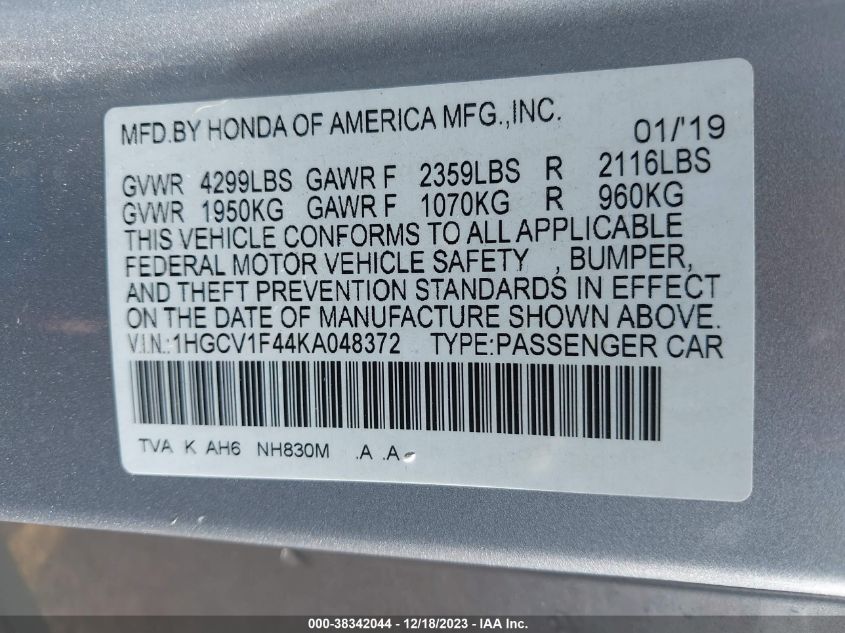 MFD.BY HONDA OF AMERICA MFG.,INC. 01/'19
GVWR 4299LBS GAWR F 2359LBS R 2116LBS
GVWR 1950KG GAWR F 1070KG R 960KG
THIS VEHICLE CONFORMS TO ALL APPLICABLE
FEDERAL MOTOR VEHICLE SAFETY , BUMPER,
AND THEFT PREVENTION STANDARDS IN EFFECT
ON THE DATE OF MANUFACTURE SHOWN ABOVE.
V.I.N.:1HGCV1F44KA048372 TYPE:PASSENGER CAR
TVA K AH6 NH830M .A .A
000-38342044 - 12/18/2023 - IAA Inc.